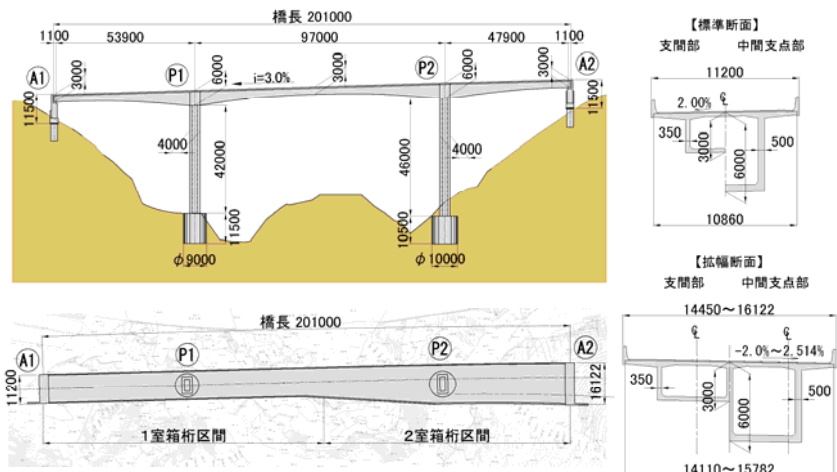 橋長 201000
1100 53900 97000 47900 1100
A1 3000 P1 6000 i=3.0% 3000 P2 6000 3000 A2
11500 11500
4000 42000 46000 4000
11500 10500
φ9000 φ10000
橋長 201000
A1 P1 P2 A2
11200 16122
1室箱桁区間 2室箱桁区間
【標準断面】
支間部 中間支点部
11200
℄
2.00%
350 3000 6000 500
10860
【拡幅断面】
支間部 中間支点部
14450～16122
℄ ℄
-2.0%～2.514%
350 3000 6000 500
14110～15782